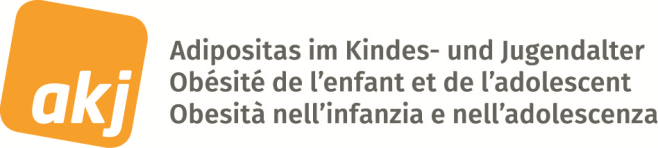 akj
Adipositas im Kindes- und Jugendalter
Obésité de l'enfant et de l'adolescent
Obesità nell'infanzia e nell'adolescenza